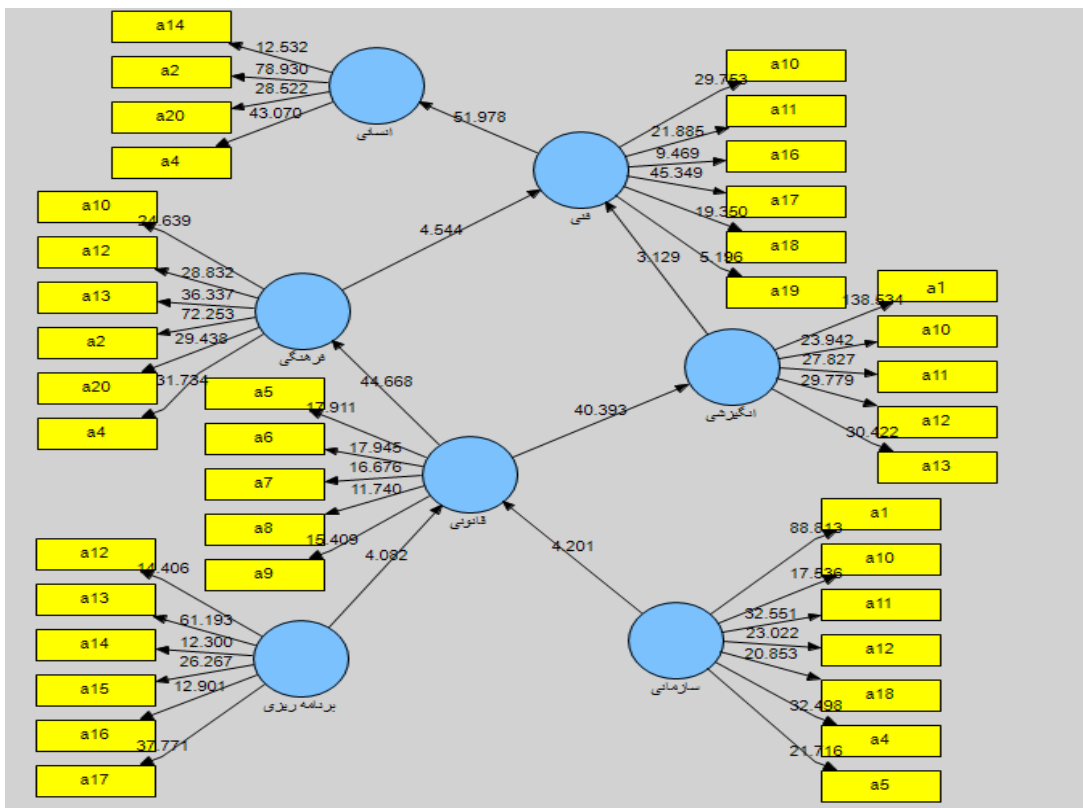 a14
a2
a20
a4
12.532
78.930
28.522
43.070
انسانی
51.978
a10
a11
a16
a17
a18
a19
29.753
21.885
9.469
45.349
19.350
5.196
فنی
4.544
3.129
a10
a12
a13
a2
a20
a4
24.639
28.832
36.337
72.253
29.438
31.734
فرهنگی
44.668
a1
a10
a11
a12
a13
138.534
23.942
27.827
29.779
30.422
انگیزشی
40.393
a5
a6
a7
a8
a9
17.911
17.945
16.676
11.740
15.409
قانونی
4.082
4.201
a12
a13
a14
a15
a16
a17
14.406
61.193
12.300
26.267
12.901
37.771
برنامه ریزی
a1
a10
a11
a12
a18
a4
a5
88.813
17.536
32.551
23.022
20.853
32.498
21.716
سازمانی